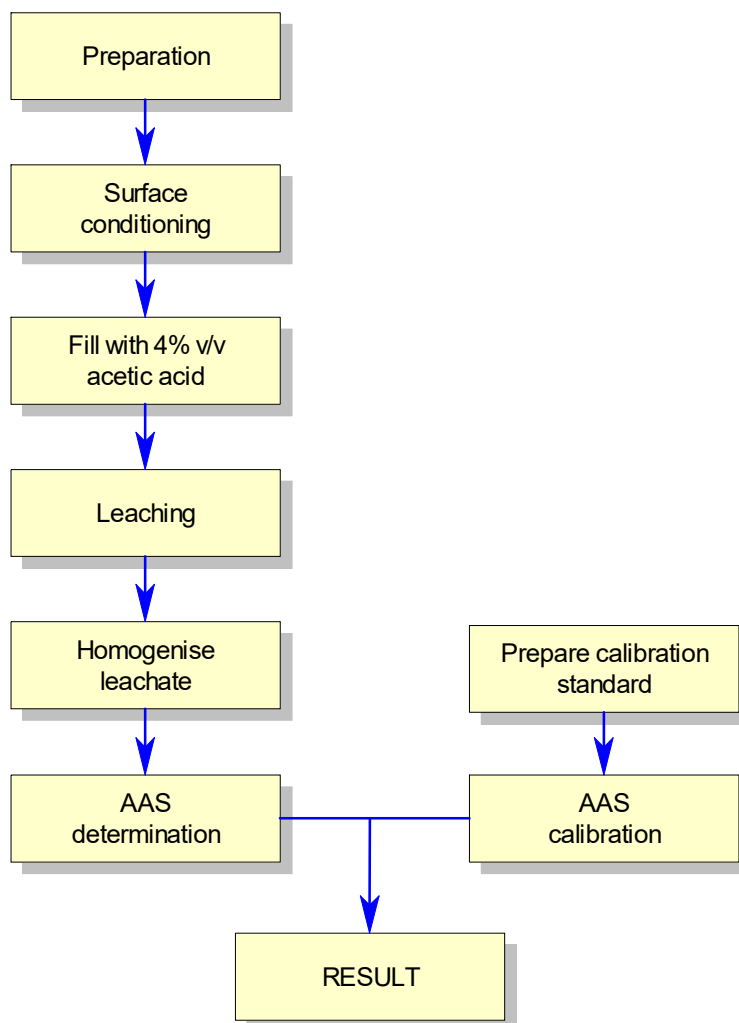 Preparation
Surface
conditioning
Fill with 4% v/v
acetic acid
Leaching
Homogenise
leachate
Prepare calibration
standard
AAS
determination
AAS
calibration
RESULT